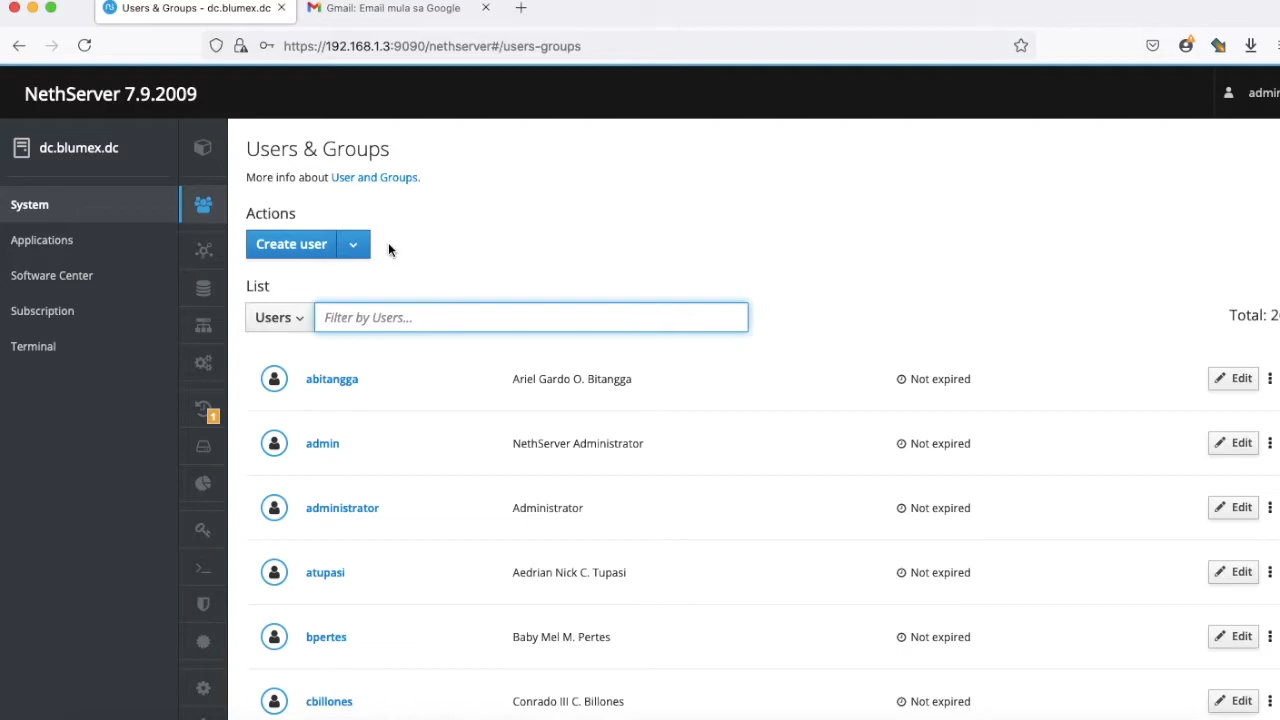 Users & Groups - dc.blumex.dc
Gmail: Email mula sa Google
https://192.168.1.3:9090/nethserver#/users-groups
NethServer 7.9.2009
admin
dc.blumex.dc
System
Applications
Software Center
Subscription
Terminal
1
Users & Groups
More info about User and Groups.
Actions
Create user
List
Users
Filter by Users...
Total: 2
abitangga Ariel Gardo O. Bitangga Not expired Edit
admin NethServer Administrator Not expired Edit
administrator Administrator Not expired Edit
atupasi Aedrian Nick C. Tupasi Not expired Edit
bpertes Baby Mel M. Pertes Not expired Edit
cbillones Conrado III C. Billones Not expired Edit